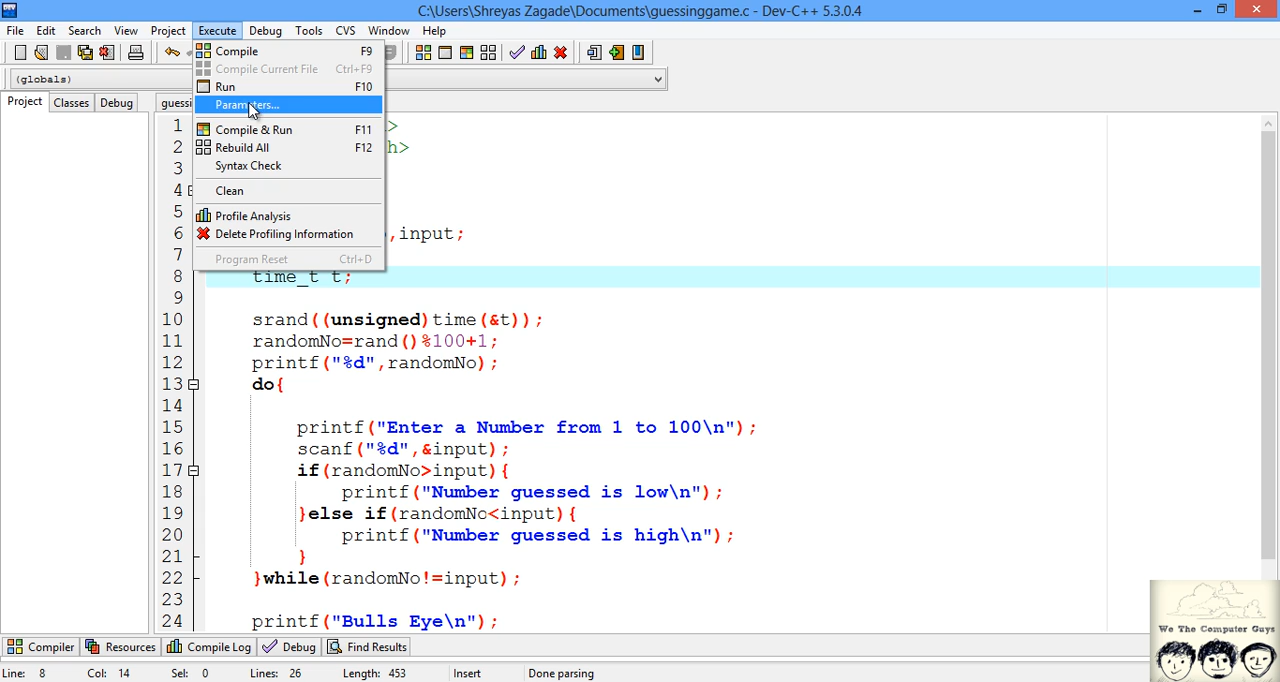 C:\Users\Shreyas Zagade\Documents\guessinggame.c - Dev-C++ 5.3.0.4
File Edit Search View Project Execute Debug Tools CVS Window Help
Compile F9
Compile Current File Ctrl+F9
Run F10
Parameters...
Compile & Run F11
Rebuild All F12
Syntax Check
Clean
Profile Analysis
Delete Profiling Information
Program Reset Ctrl+D
(globals)
Project Classes Debug guessi
1 >
2 h>
3
4
5
6 ,input;
7
8 time_t t;
9
10 srand((unsigned)time(&t));
11 randomNo=rand()%100+1;
12 printf("%d",randomNo);
13 do{
14
15 printf("Enter a Number from 1 to 100\n");
16 scanf("%d",&input);
17 if(randomNo>input){
18 printf("Number guessed is low\n");
19 }else if(randomNo<input){
20 printf("Number guessed is high\n");
21 }
22 }while(randomNo!=input);
23
24 printf("Bulls Eye\n");
We The Computer Guys
Compiler Resources Compile Log Debug Find Results
Line: 8 Col: 14 Sel: 0 Lines: 26 Length: 453 Insert Done parsing